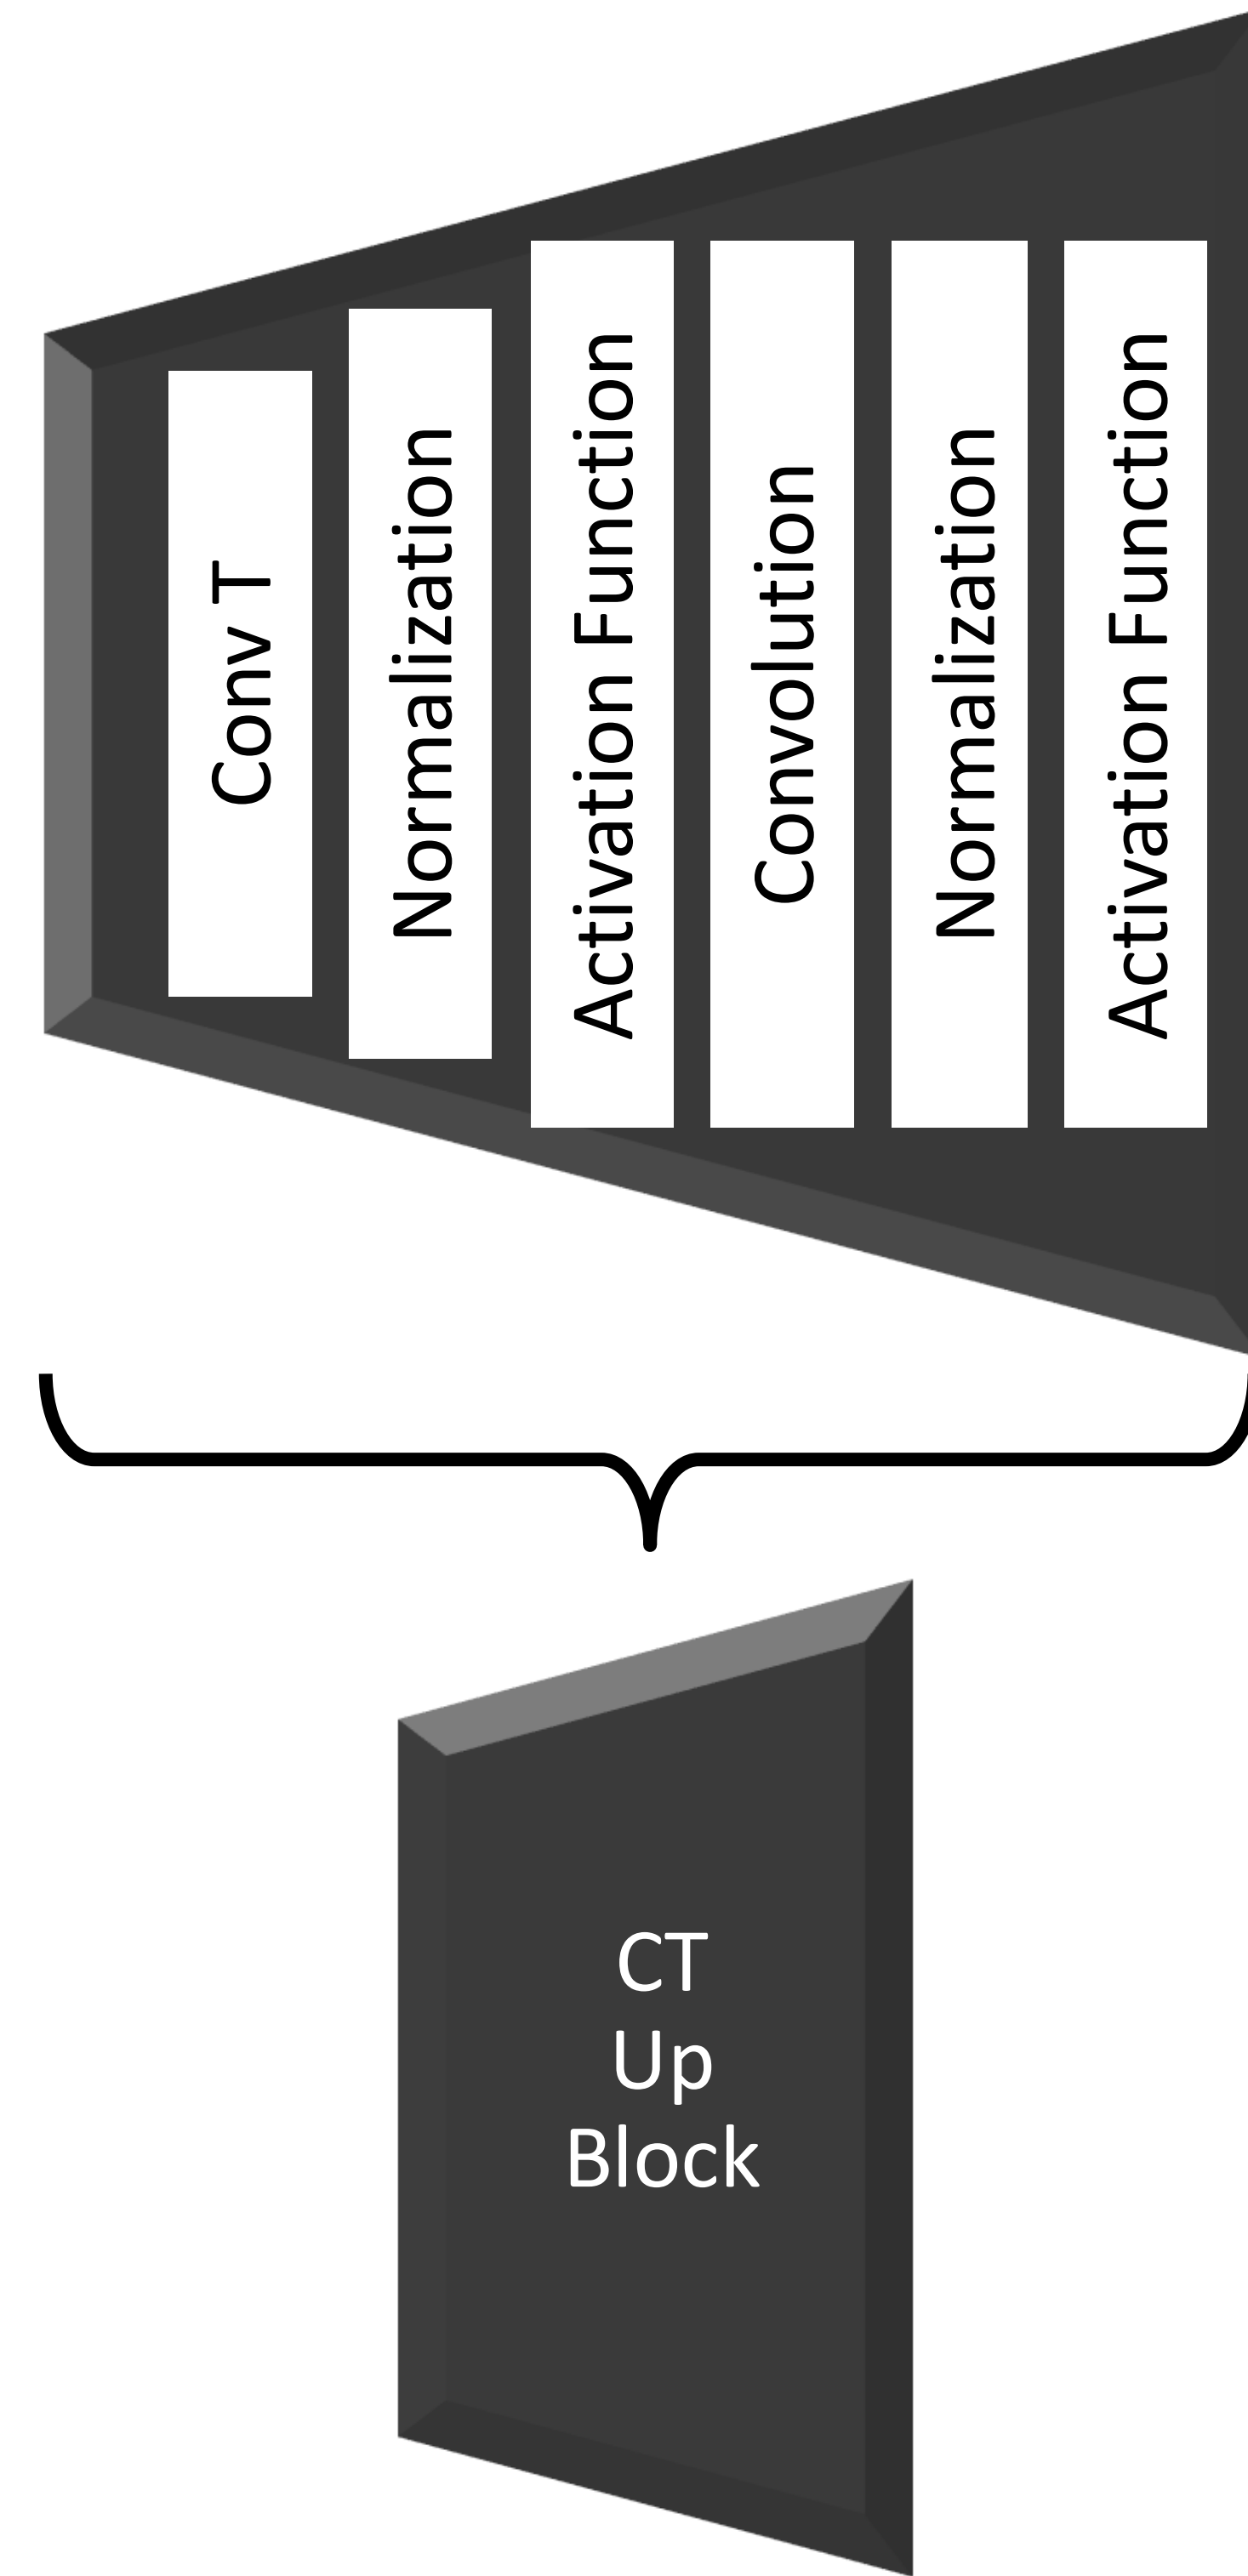 Conv T
Normalization
Activation Function
Convolution
Normalization
Activation Function
CT
Up
Block